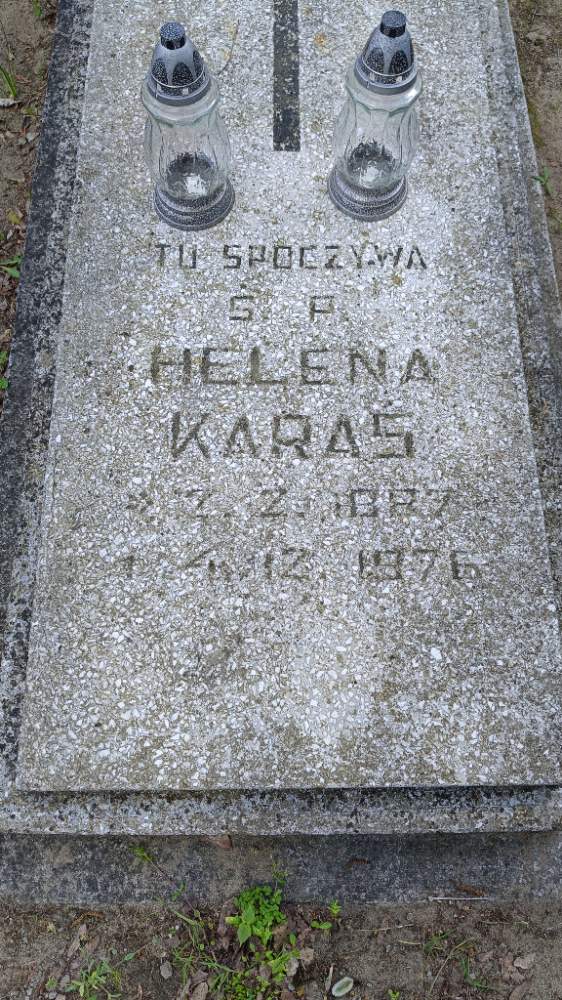 TU SPOCZYWA
Ś. P.
HELENA
KARAŚ
* 7. 2. 1887
† 4. 12. 1976